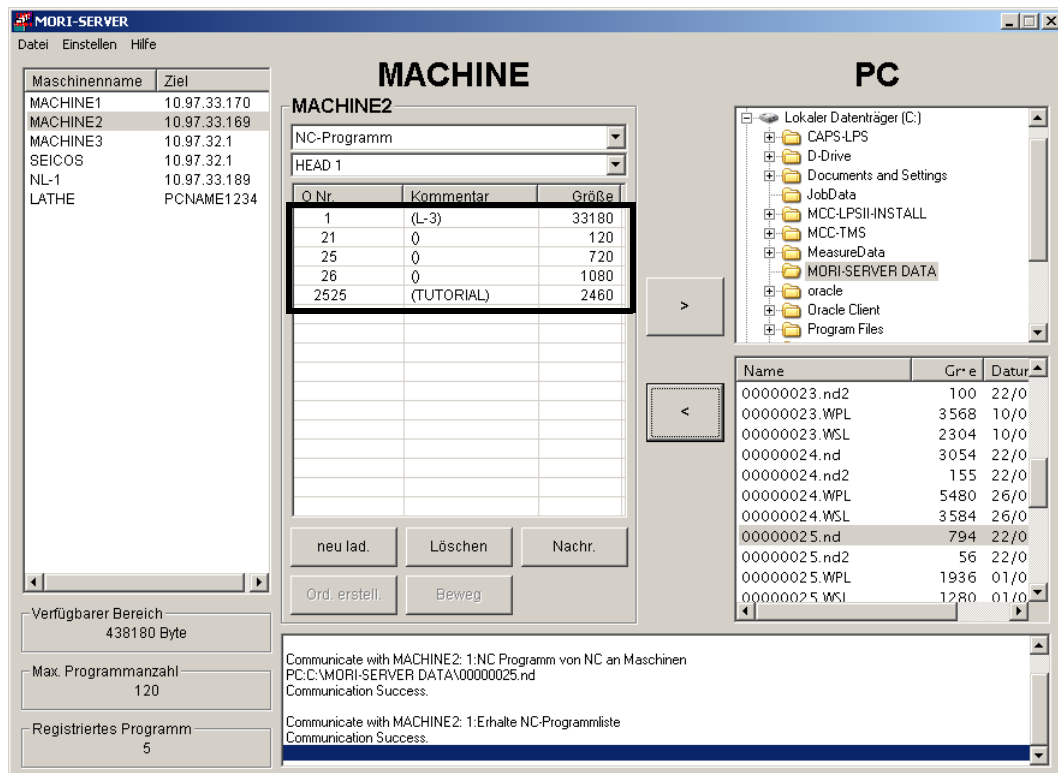 MORI-SERVER
Datei Einstellen Hilfe
Maschinenname Ziel
MACHINE1 10.97.33.170
MACHINE2 10.97.33.169
MACHINE3 10.97.32.1
SEICOS 10.97.32.1
NL-1 10.97.33.189
LATHE PCNAME1234
Verfügbarer Bereich
438180 Byte
Max. Programmanzahl
120
Registriertes Programm
5
MACHINE
MACHINE2
NC-Programm
HEAD 1
O Nr. Kommentar Größe
1 (L-3) 33180
21 () 120
25 () 720
26 () 1080
2525 (TUTORIAL) 2460
neu lad. Löschen Nachr.
Ord. erstell. Beweg
>
<
PC
Lokaler Datenträger (C:)
CAPS-LPS
D-Drive
Documents and Settings
JobData
MCC-LPSII-INSTALL
MCC-TMS
MeasureData
MORI-SERVER DATA
oracle
Oracle Client
Program Files
Name Gr·e Datur
00000023.nd2 100 22/0
00000023.WPL 3568 10/0
00000023.WSL 2304 10/0
00000024.nd 3054 22/0
00000024.nd2 155 22/0
00000024.WPL 5480 26/0
00000024.WSL 3584 26/0
00000025.nd 794 22/0
00000025.nd2 56 22/0
00000025.WPL 1936 01/0
00000025.WSL 1280 01/0
Communicate with MACHINE2: 1:NC Programm von NC an Maschinen
PC:C:\MORI-SERVER DATA\00000025.nd
Communication Success.
Communicate with MACHINE2: 1:Erhalte NC-Programmliste
Communication Success.